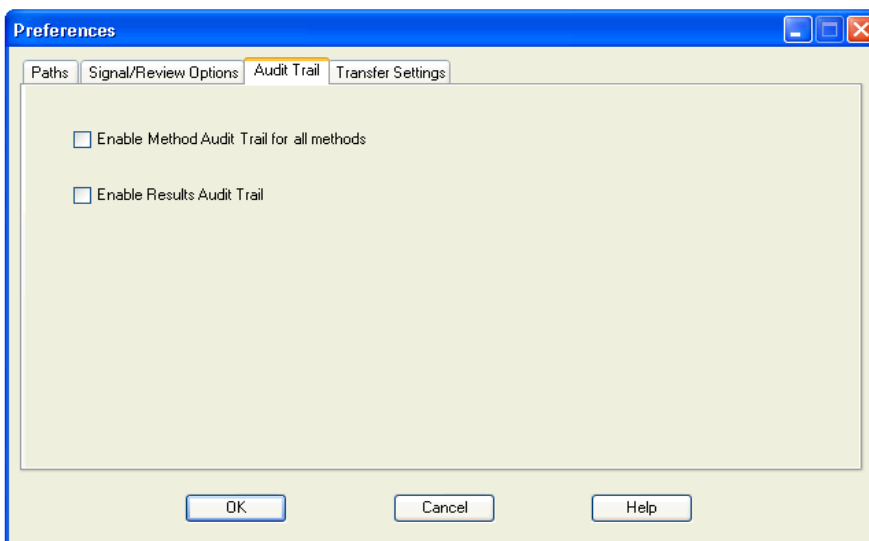 Preferences
Paths Signal/Review Options Audit Trail Transfer Settings
Enable Method Audit Trail for all methods
Enable Results Audit Trail
OK Cancel Help